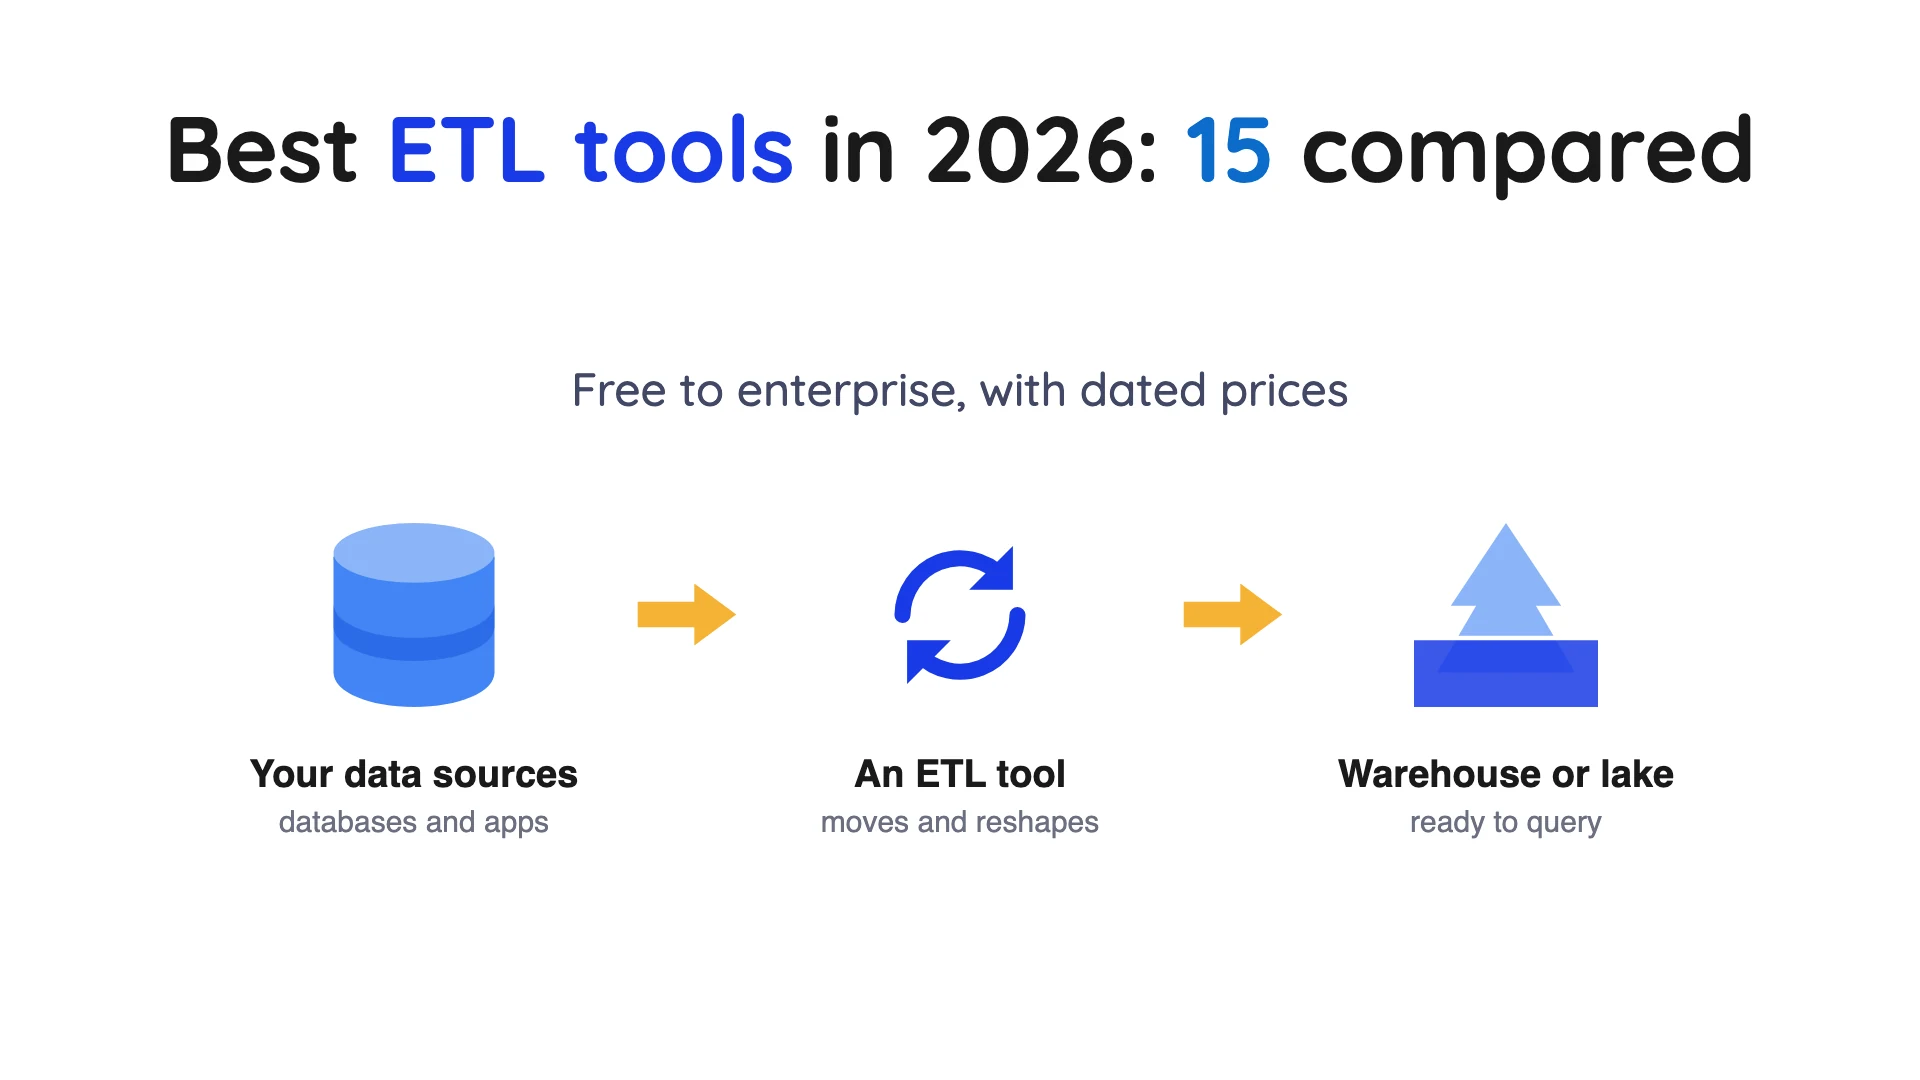 Best ETL tools in 2026: 15 compared
Free to enterprise, with dated prices
Your data sources
databases and apps
An ETL tool
moves and reshapes
Warehouse or lake
ready to query